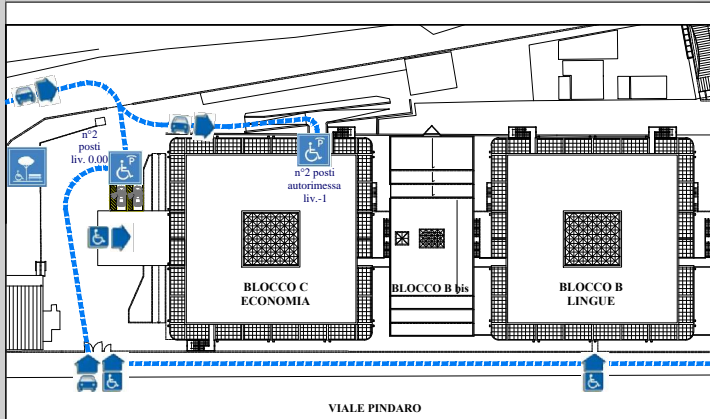 n°2
posti
liv. 0.00
P
P
n°2 posti
autorimessa
liv.-1
BLOCCO C
ECONOMIA
BLOCCO B bis
BLOCCO B
LINGUE
VIALE PINDARO